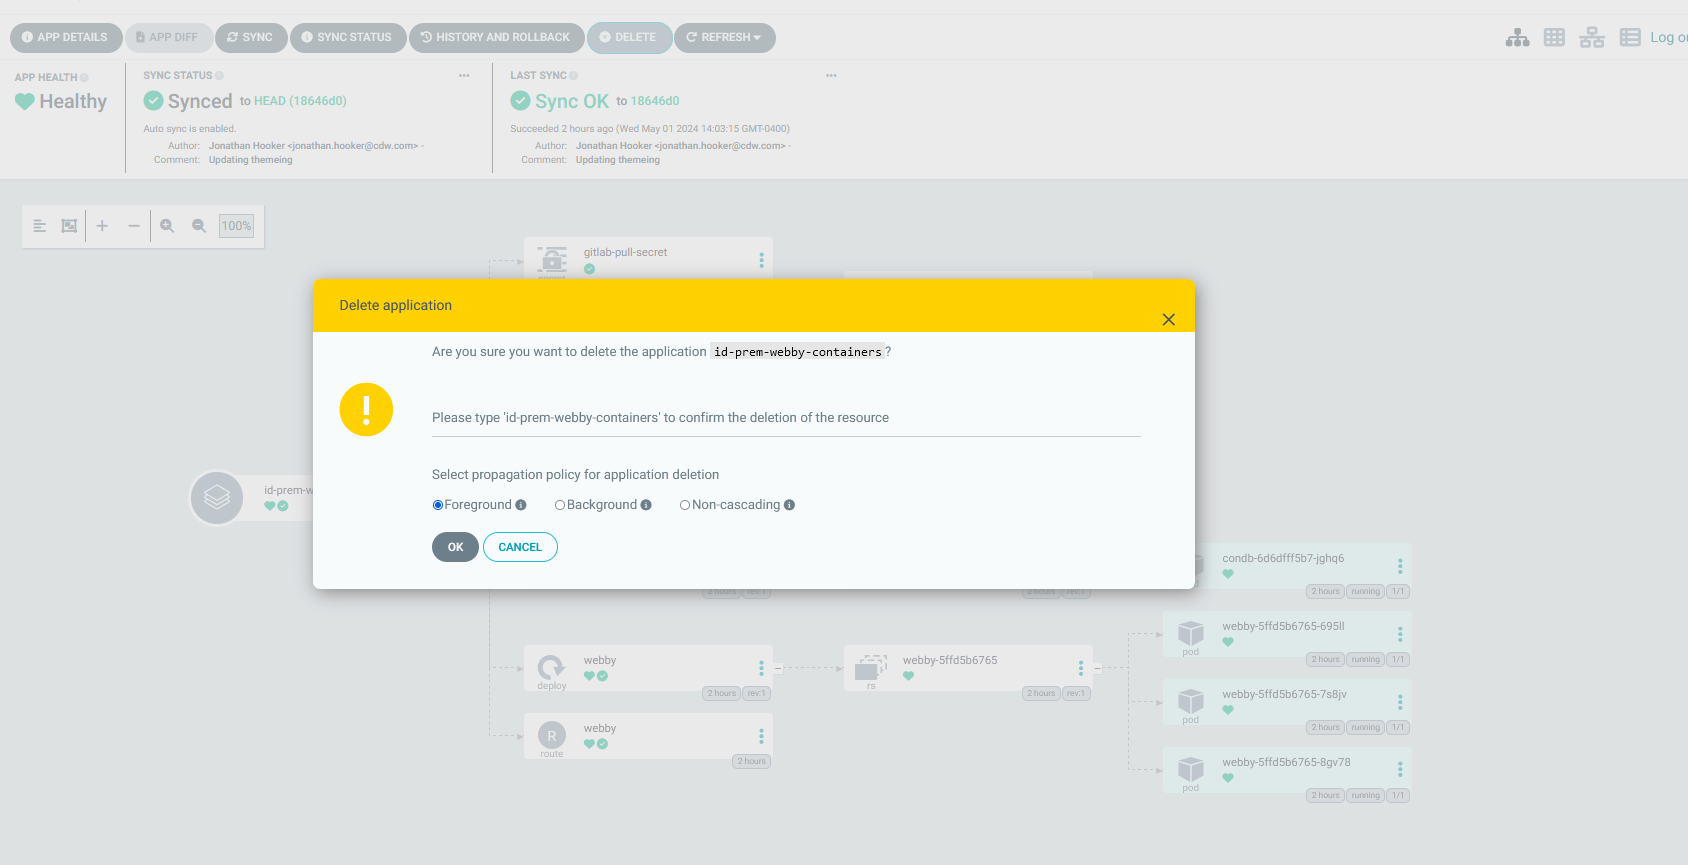 APP DETAILS APP DIFF SYNC SYNC STATUS HISTORY AND ROLLBACK DELETE REFRESH
Log
APP HEALTH
Healthy
SYNC STATUS
Synced to HEAD (18646d0)
Auto sync is enabled.
Author: Jonathan Hooker <jonathan.hooker@cdw.com> -
Comment: Updating themeing
LAST SYNC
Sync OK to 18646d0
Succeeded 2 hours ago (Wed May 01 2024 14:03:15 GMT-0400)
Author: Jonathan Hooker <jonathan.hooker@cdw.com> -
Comment: Updating themeing
100%
gitlab-pull-secret
Delete application
Are you sure you want to delete the application id-prem-webby-containers?
Please type 'id-prem-webby-containers' to confirm the deletion of the resource
Select propagation policy for application deletion
Foreground Background Non-cascading
OK CANCEL
id-prem-w
condb-6d6dfff5b7-jghq6
2 hours rev:1
2 hours rev:1
2 hours running 1/1
webby
deploy
2 hours rev:1
webby-5ffd5b6765
rs
2 hours rev:1
webby-5ffd5b6765-695ll
pod
2 hours running 1/1
webby-5ffd5b6765-7s8jv
pod
2 hours running 1/1
webby
R
route
2 hours
webby-5ffd5b6765-8gv78
pod
2 hours running 1/1